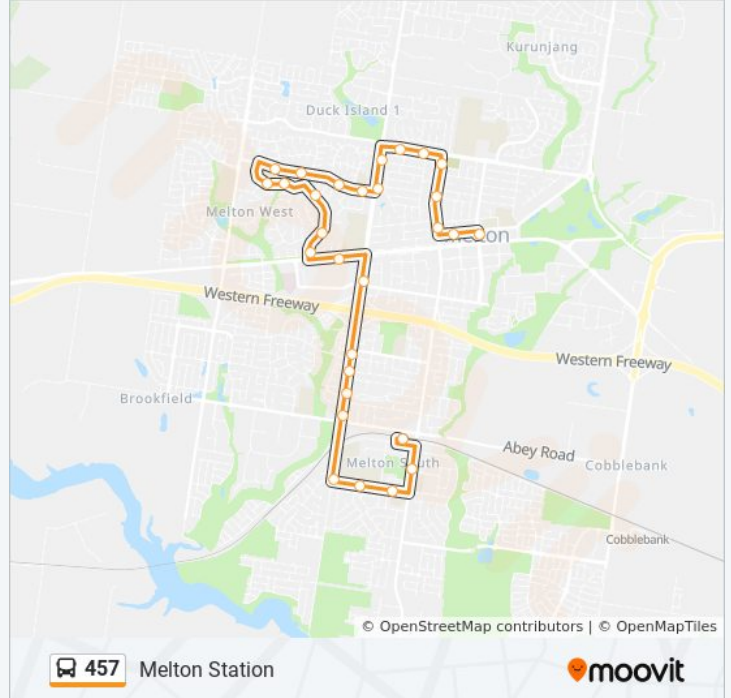 Kurunjang
Duck Island 1
Melton West
Melton
Western Freeway
Western Freeway
Brookfield
Abey Road
Melton South
Cobblebank
Cobblebank
© OpenStreetMap contributors | © OpenMapTiles
457 Melton Station
moovit